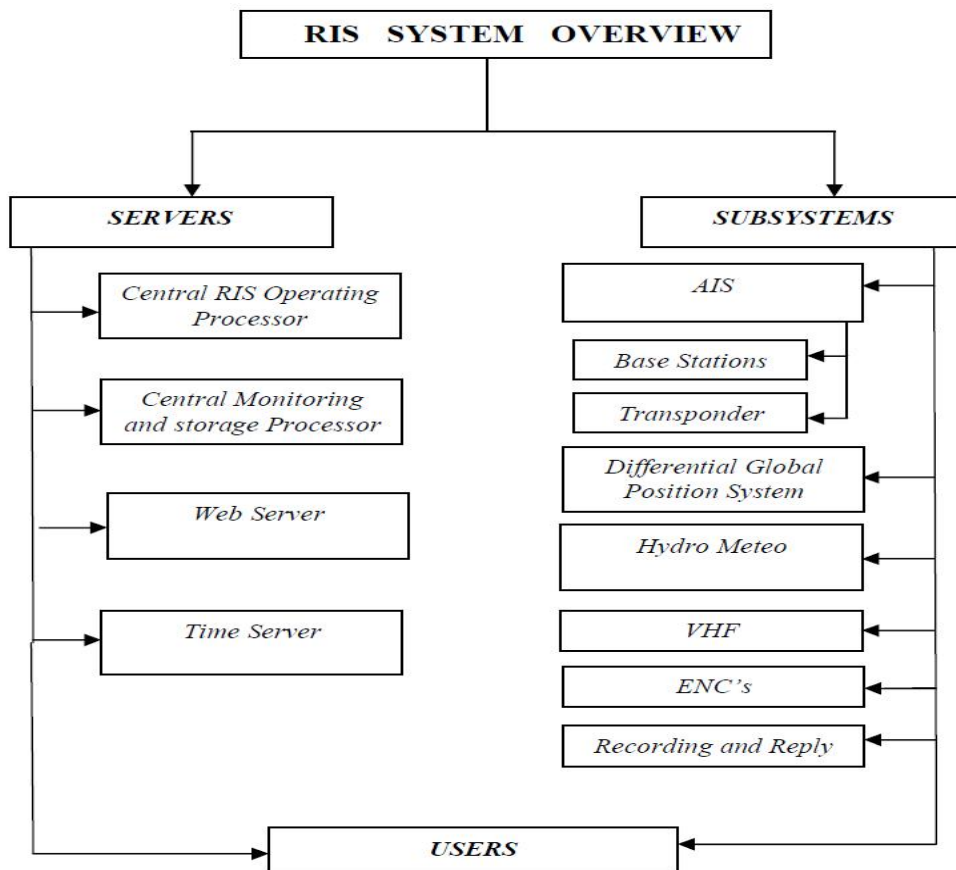 RIS SYSTEM OVERVIEW
SERVERS
Central RIS Operating
Processor
Central Monitoring
and storage Processor
Web Server
Time Server
SUBSYSTEMS
AIS
Base Stations
Transponder
Differential Global
Position System
Hydro Meteo
VHF
ENC's
Recording and Reply
USERS